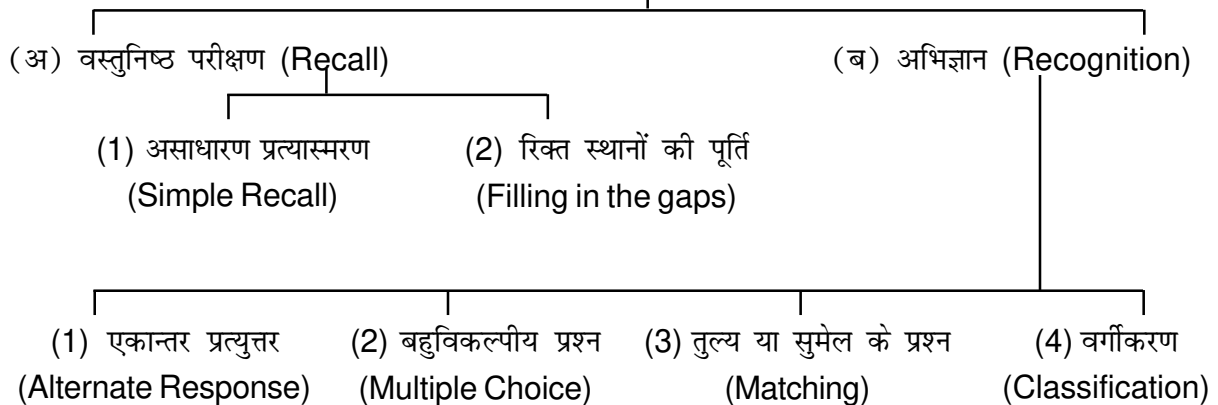 (अ) वस्तुनिष्ठ परीक्षण (Recall) (ब) अभिज्ञान (Recognition)
(1) असाधारण प्रत्यास्मरण (2) रिक्त स्थानों की पूर्ति
(Simple Recall) (Filling in the gaps)
(1) एकान्तर प्रत्युत्तर (2) बहुविकल्पीय प्रश्न (3) तुल्य या सुमेल के प्रश्न (4) वर्गीकरण
(Alternate Response) (Multiple Choice) (Matching) (Classification)